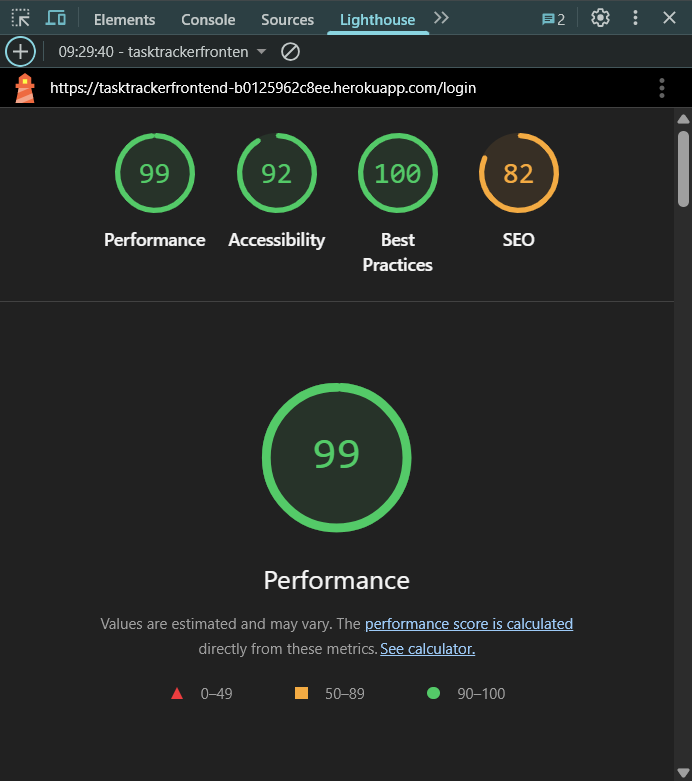 Elements Console Sources Lighthouse 2
09:29:40 - tasktrackerfronten
https://tasktrackerfrontend-b0125962c8ee.herokuapp.com/login
99 92 100 82
Performance Accessibility Best SEO
Practices
99
Performance
Values are estimated and may vary. The performance score is calculated
directly from these metrics. See calculator.
0–49 50–89 90–100